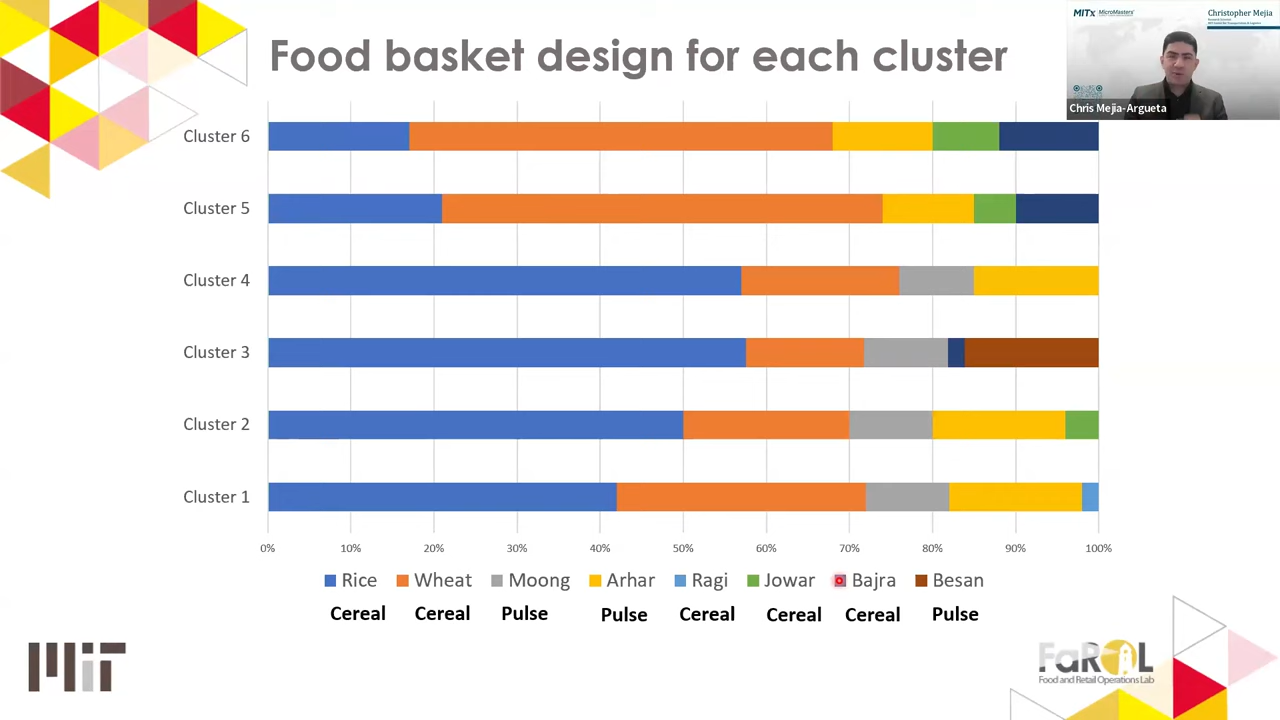 Food basket design for each cluster
MITx MicroMasters
Christopher Mejia
Chris Mejia-Argueta
Cluster 6
Cluster 5
Cluster 4
Cluster 3
Cluster 2
Cluster 1
0% 10% 20% 30% 40% 50% 60% 70% 80% 90% 100%
Rice Wheat Moong Arhar Ragi Jowar Bajra Besan
Cereal Cereal Pulse Pulse Cereal Cereal Cereal Pulse
MIT
FaROL
Food and Retail Operations Lab